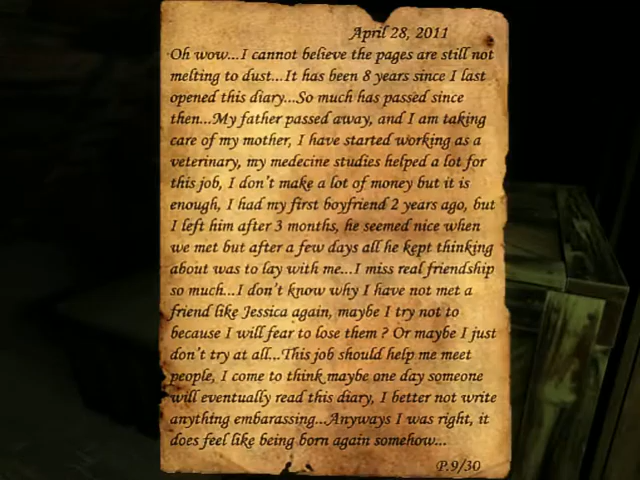 April 28, 2011
Oh wow...I cannot believe the pages are still not
melting to dust...It has been 8 years since I last
opened this diary...So much has passed since
then...My father passed away, and I am taking
care of my mother, I have started working as a
veterinary, my medecine studies helped a lot for
this job, I don't make a lot of money but it is
enough, I had my first boyfriend 2 years ago, but
I left him after 3 months, he seemed nice when
we met but after a few days all he kept thinking
about was to lay with me...I miss real friendship
so much...I don't know why I have not met a
friend like Jessica again, maybe I try not to
because I will fear to lose them ? Or maybe I just
don't try at all...This job should help me meet
people, I come to think maybe one day someone
will eventually read this diary, I better not write
anything embarassing...Anyways I was right, it
does feel like being born again somehow...
P.9/30